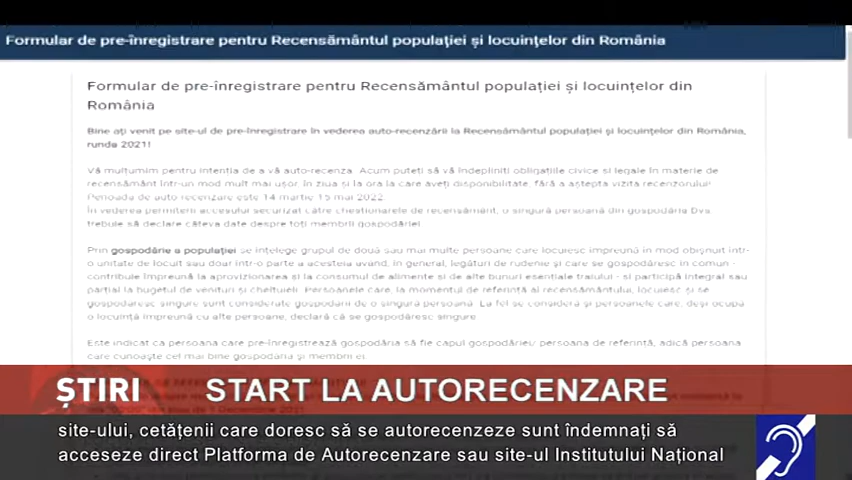 Formular de pre-înregistrare pentru Recensământul populației și locuințelor din România
Formular de pre-înregistrare pentru Recensământul populației și locuințelor din
România
Bine ați venit pe site-ul de pre-înregistrare în vederea auto-recenzării la Recensământul populației și locuințelor din România,
runda 2021!
Vă mulțumim pentru intenția de a vă auto-recenza. Acum puteți să vă îndepliniți obligațiile civice și legale în materie de
recensământ într-un mod mult mai ușor, în ziua și la ora la care aveți disponibilitate, fără a aștepta vizita recenzorului!
Perioada de auto-recenzare este 14 martie 15 mai 2022.
În vederea permiterii accesului securizat către chestionarele de recensământ, o singură persoană din gospodăria Dvs
trebuie să declare câteva date despre toți membrii gospodăriei.
Prin gospodărie a populației se înțelege grupul de două sau mai multe persoane care locuiesc împreună în mod obișnuit într-
o unitate de locuit sau doar într-o parte a acesteia având, în general, legături de rudenie și care se gospodăresc în comun -
contribuie împreună la aprovizionarea și la consumul de alimente și de alte bunuri esențiale traiului - și participă integral sau
parțial la bugetul de venituri și cheltuieli. Persoanele care, la momentul de referință al recensământului, locuiesc și se
gospodăresc singure sunt considerate gospodării de o singură persoană. La fel se consideră și persoanele care, deși ocupă
o locuință împreună cu alte persoane, declară că se gospodăresc singure.
Este indicat ca persoana care pre-înregistrează gospodăria să fie capul gospodăriei/ persoana de referință, adică persoana
care cunoaște cel mai bine gospodăria și membrii ei.
ȘTIRI START LA AUTORECENZARE
site-ului, cetățenii care doresc să se autorecenzeze sunt îndemnați să
acceseze direct Platforma de Autorecenzare sau site-ul Institutului Național